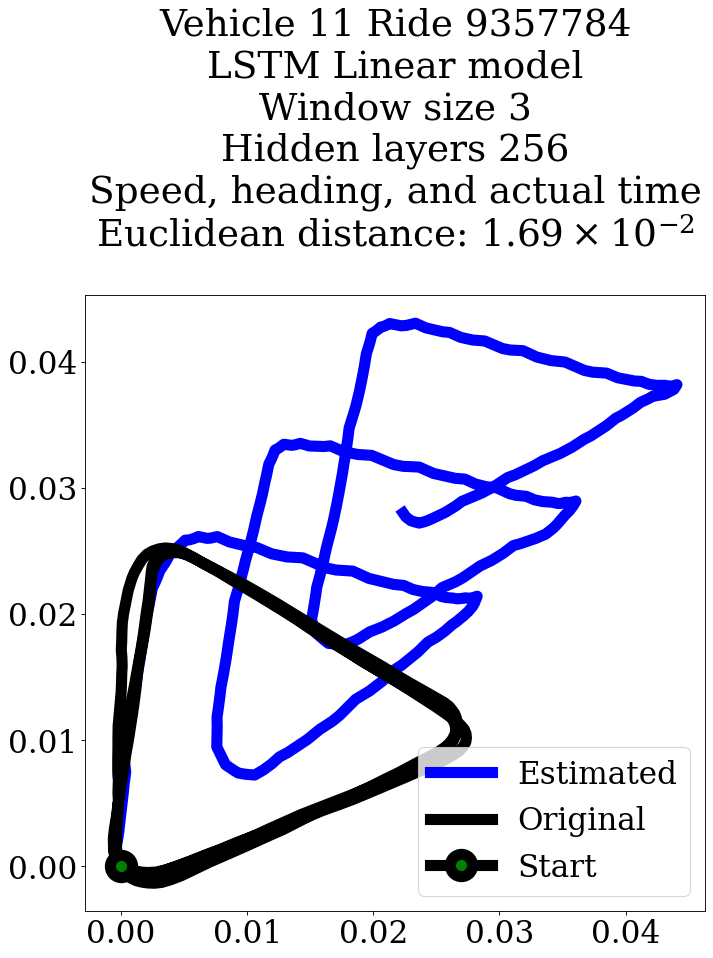 Vehicle 11 Ride 9357784
LSTM Linear model
Window size 3
Hidden layers 256
Speed, heading, and actual time
Euclidean distance: 1.69 × 10⁻²
0.04
0.03
0.02
0.01
0.00
Estimated
Original
Start
0.00 0.01 0.02 0.03 0.04